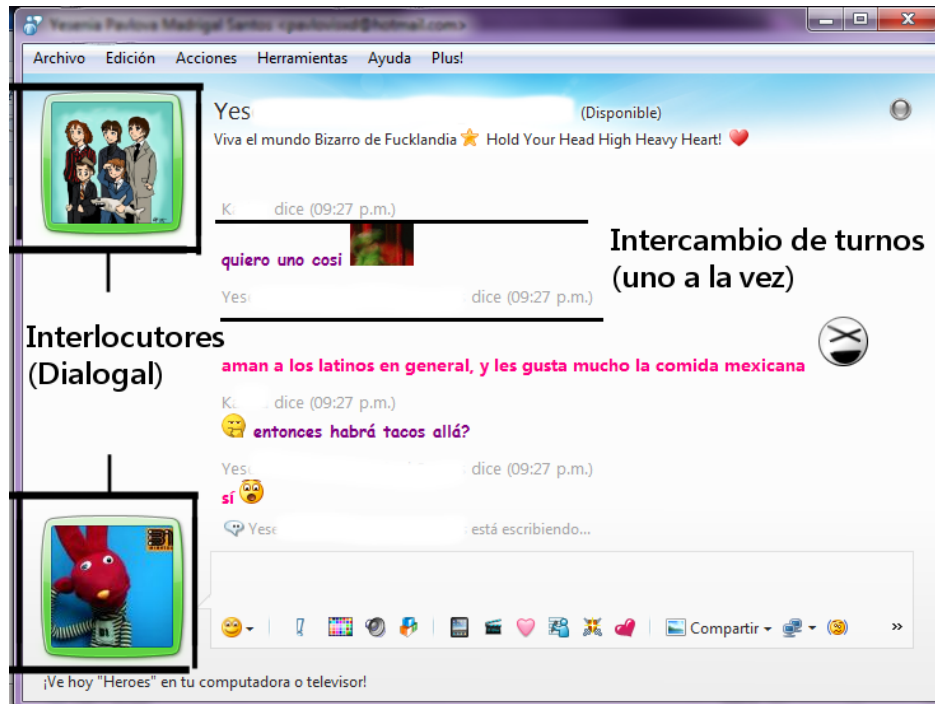 Archivo Edición Acciones Herramientas Ayuda Plus!
Yes (Disponible)
Viva el mundo Bizarro de Fucklandia Hold Your Head High Heavy Heart!
K dice (09:27 p.m.)
quiero uno cosi
Intercambio de turnos
(uno a la vez)
Yes dice (09:27 p.m.)
Interlocutores
(Dialogal)
aman a los latinos en general, y les gusta mucho la comida mexicana
K dice (09:27 p.m.)
entonces habrá tacos allá?
Yes dice (09:27 p.m.)
sí
Yese está escribiendo...
Compartir
¡Ve hoy "Heroes" en tu computadora o televisor!